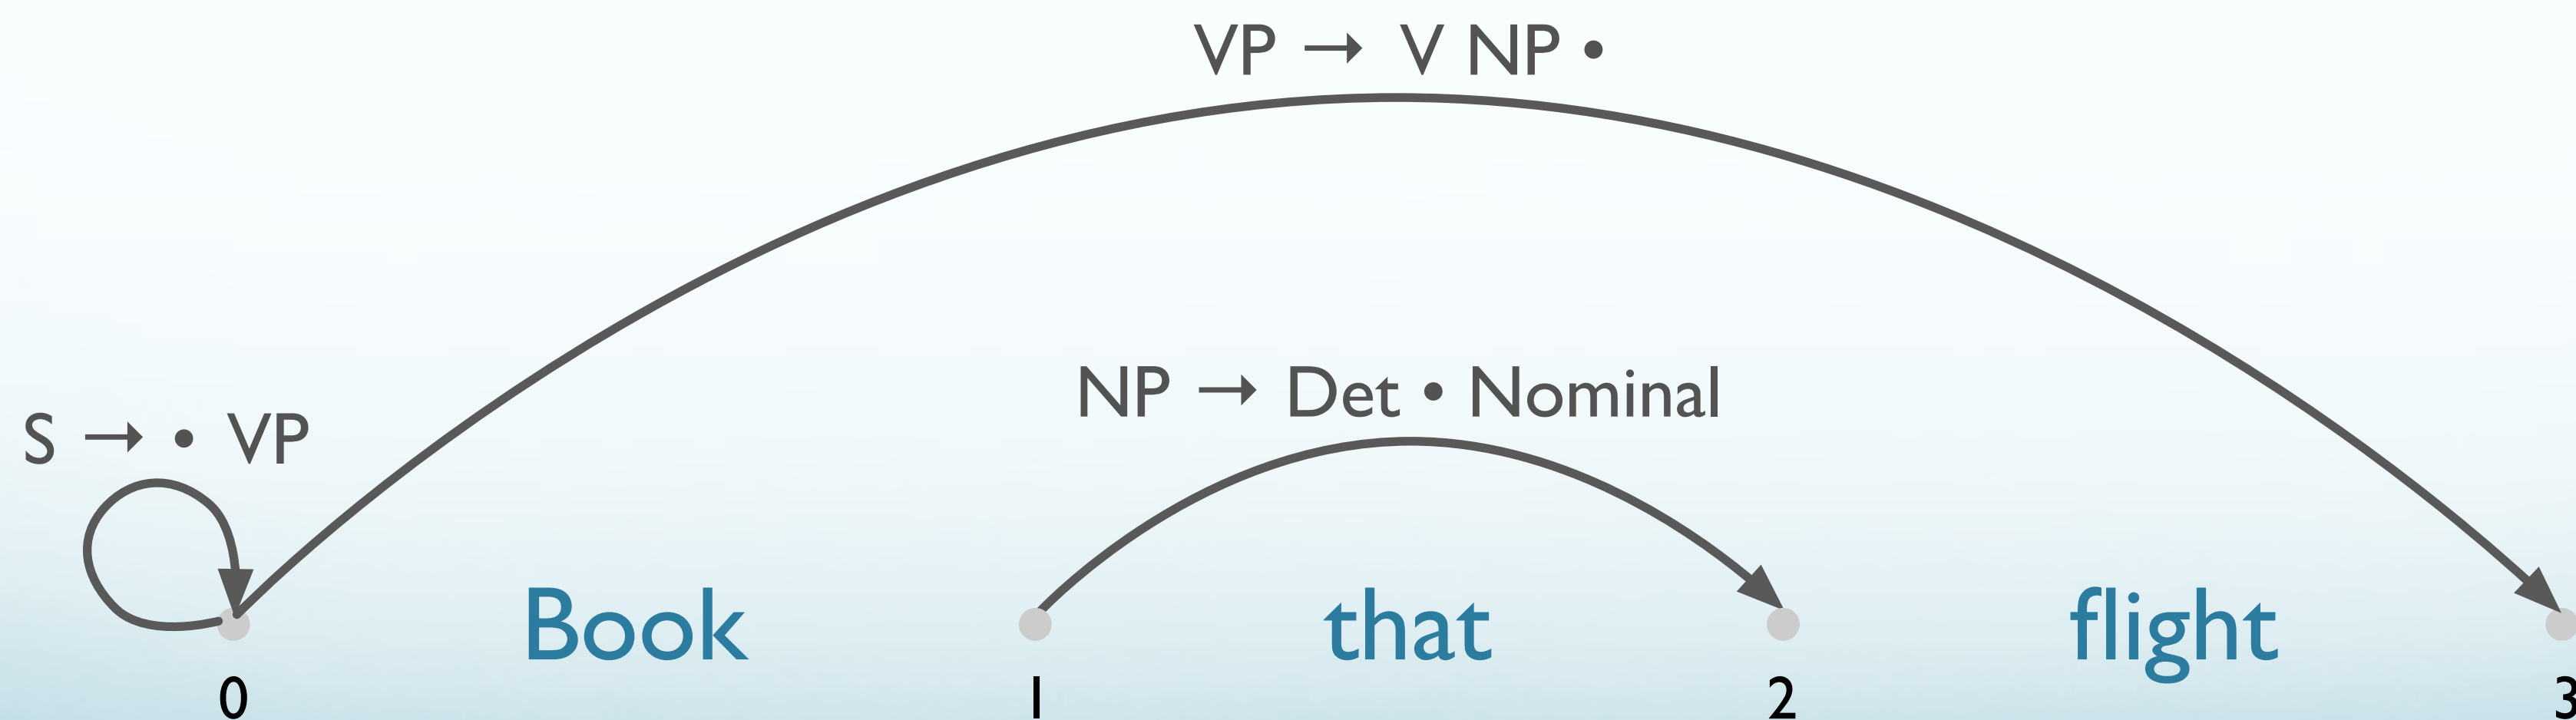 VP → V NP •
NP → Det • Nominal
S → • VP
Book that flight
0 1 2 3